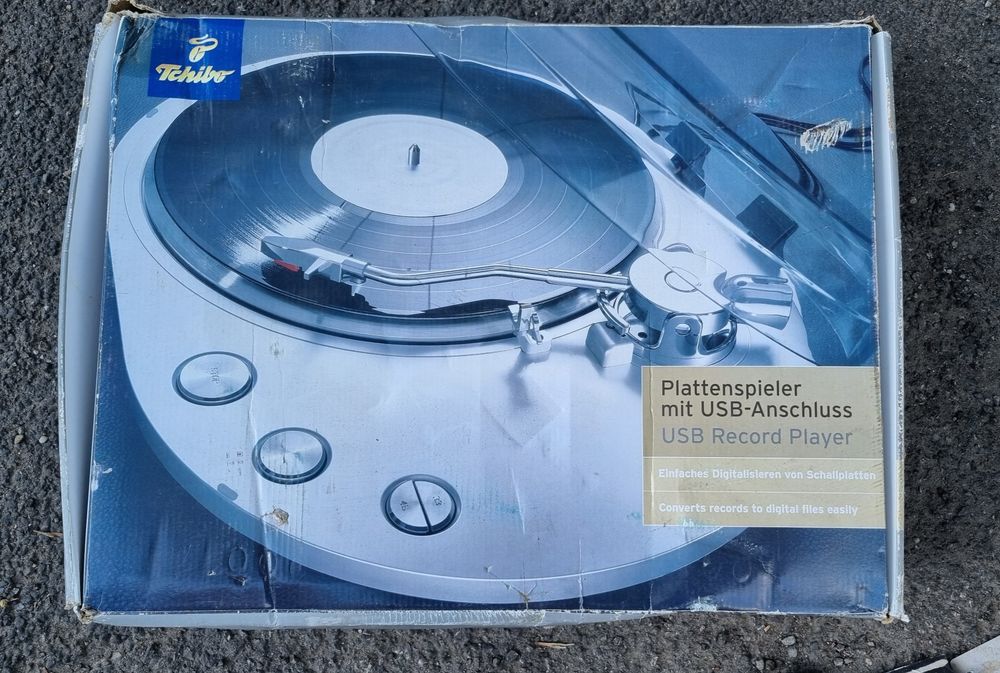 Tchibo
Plattenspieler
mit USB-Anschluss
USB Record Player
Einfaches Digitalisieren von Schallplatten
Converts records to digital files easily